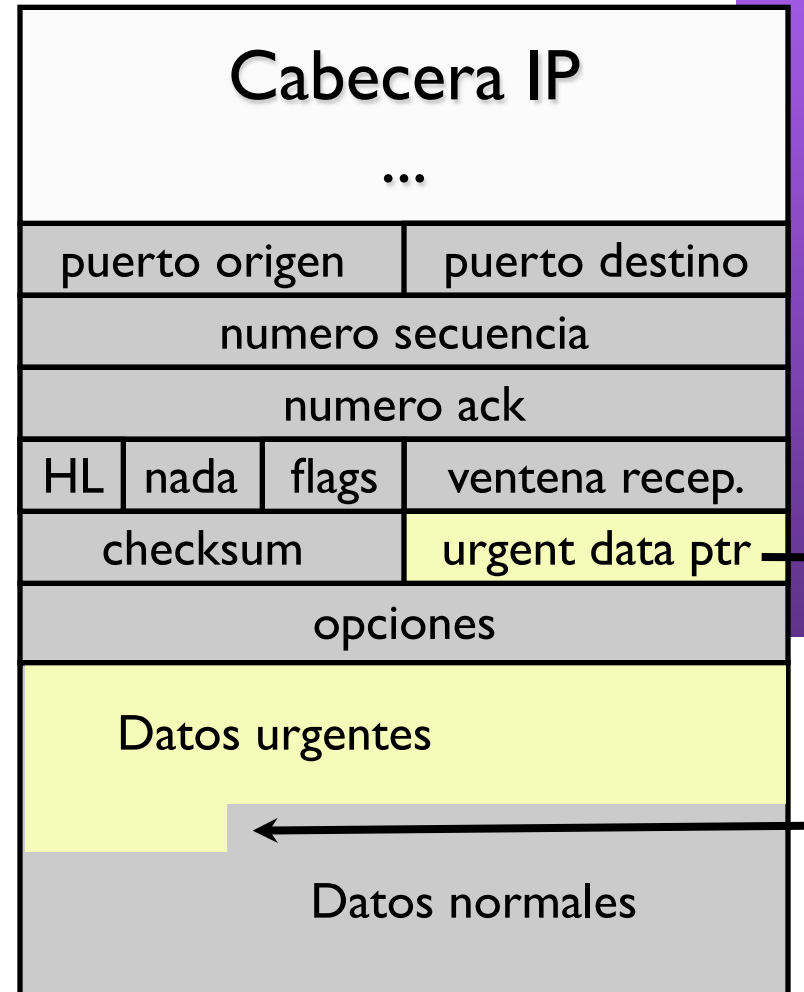 Cabecera IP
...
puerto origen puerto destino
numero secuencia
numero ack
HL nada flags ventena recep.
checksum urgent data ptr
opciones
Datos urgentes
Datos normales